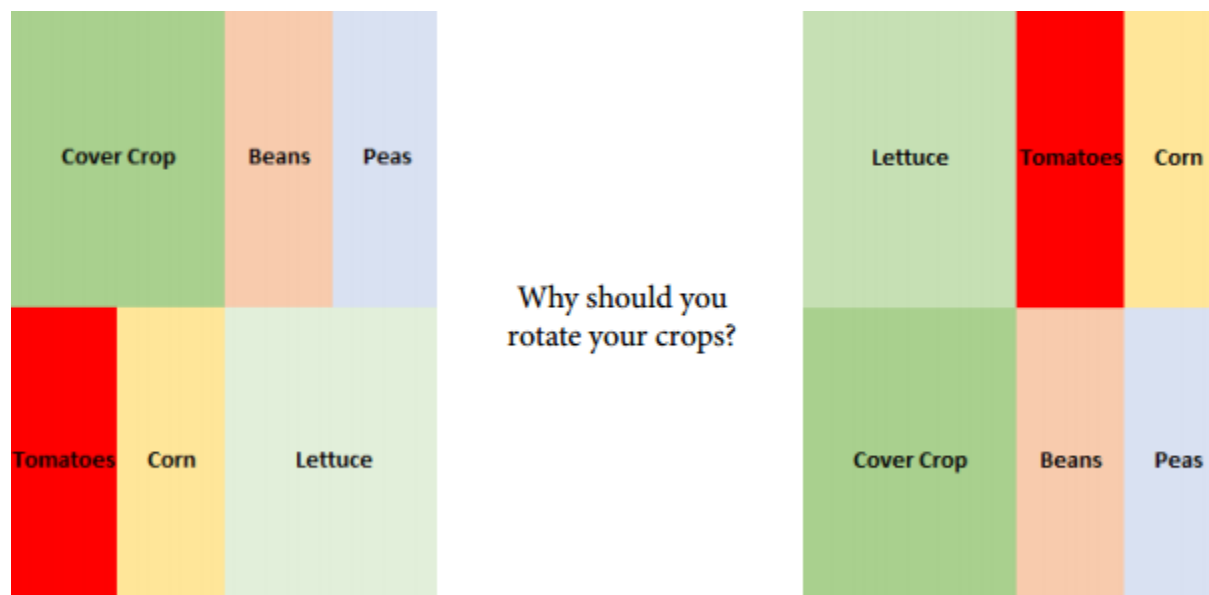 Cover Crop
Beans
Peas
Tomatoes
Corn
Lettuce
Why should you
rotate your crops?
Lettuce
Tomatoes
Corn
Cover Crop
Beans
Peas